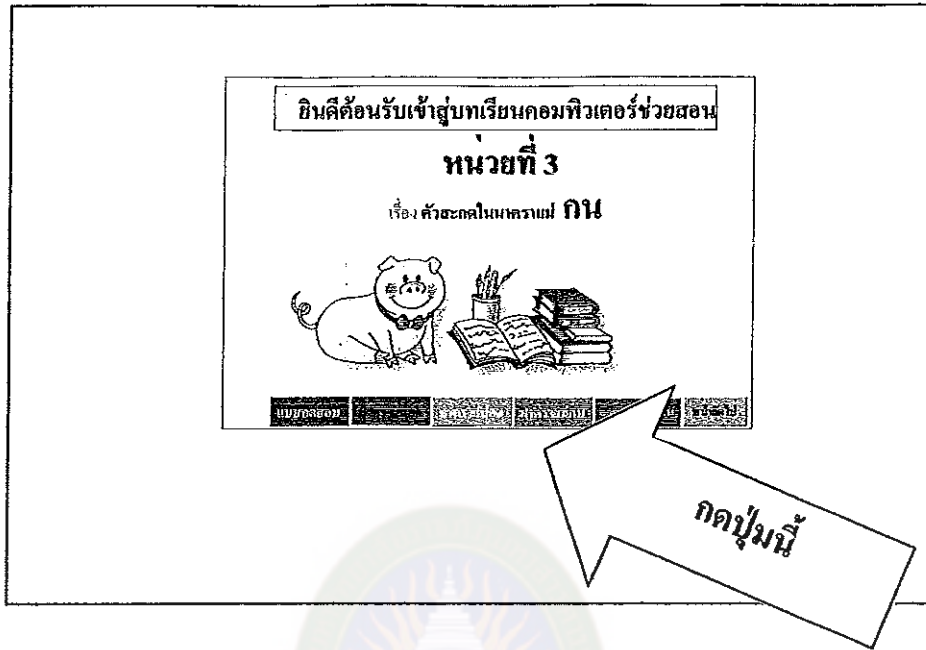 ยินดีต้อนรับเข้าสู่บทเรียนคอมพิวเตอร์ช่วยสอน
หน่วยที่ 3
เรื่อง ตัวสะกดในมาตราแม่ กน
แบบทดสอบ
กดปุ่มนี้